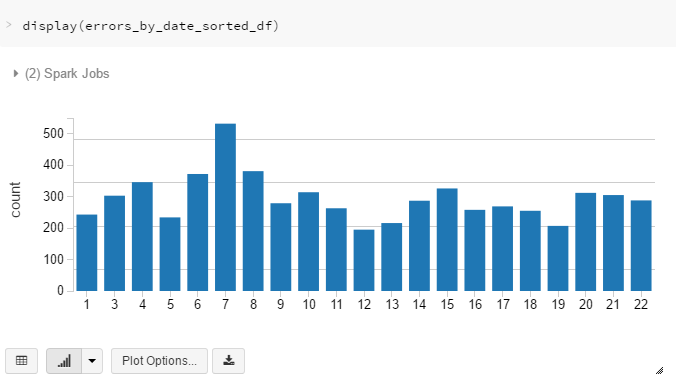 display(errors_by_date_sorted_df)
(2) Spark Jobs
500
400
300
200
100
0
count
1 3 4 5 6 7 8 9 10 11 12 13 14 15 16 17 18 19 20 21 22
Plot Options...